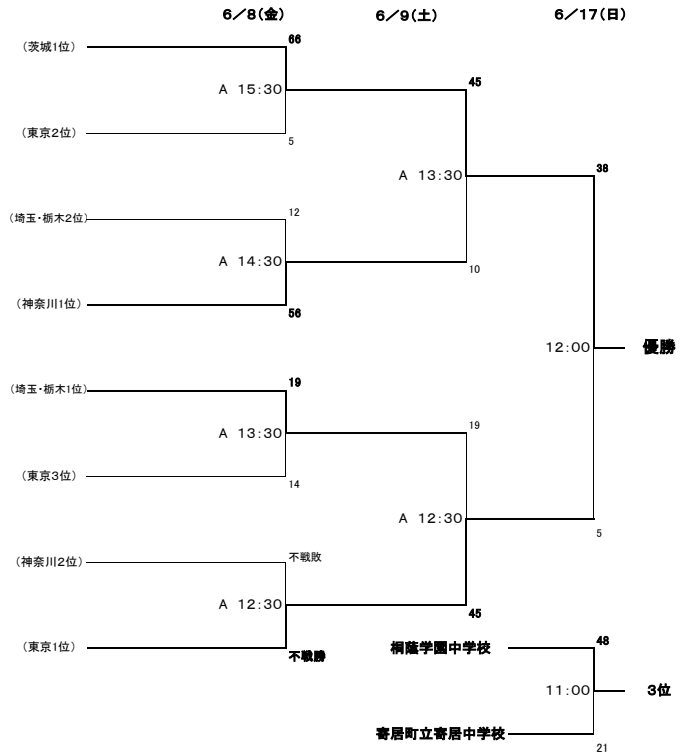 6／8(金) 6／9(土) 6／17(日)
(茨城1位) 66
A 15:30 45
(東京2位) 5
A 13:30 38
(埼玉・栃木2位) 12
A 14:30 10
(神奈川1位) 56
12:00 優勝
(埼玉・栃木1位) 19
A 13:30 19
(東京3位) 14
A 12:30 5
(神奈川2位) 不戦敗
A 12:30 45
(東京1位) 不戦勝
桐蔭学園中学校 48
11:00 3位
寄居町立寄居中学校 21